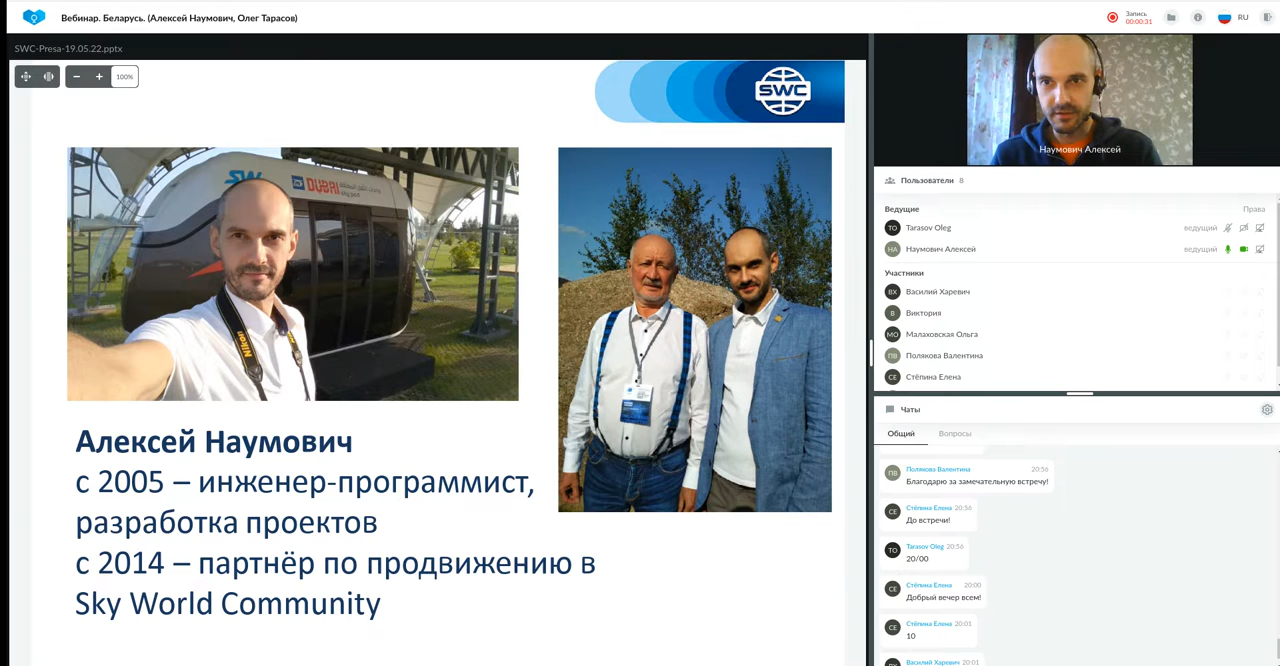 Вебинар. Беларусь. (Алексей Наумович, Олег Тарасов)
Запись
00:00:31
RU
SWC-Presa-19.05.22.pptx
100%
SWC
DUBAI
Nikon
Алексей Наумович
с 2005 – инженер-программист,
разработка проектов
с 2014 – партнёр по продвижению в
Sky World Community
Наумович Алексей
Пользователи 8
Ведущие Права
TO Tarasov Oleg ведущий
НА Наумович Алексей ведущий
Участники
ВХ Василий Харевич
В Виктория
МО Малаховская Ольга
ПВ Полякова Валентина
СЕ Стёпина Елена
Чаты
Общий Вопросы
ПВ Полякова Валентина 20:56
Благодарю за замечательную встречу!
СЕ Стёпина Елена 20:56
До встречи!
TO Tarasov Oleg 20:56
20/00
СЕ Стёпина Елена 20:00
Добрый вечер всем!
СЕ Стёпина Елена 20:01
10
Василий Харевич 20:01